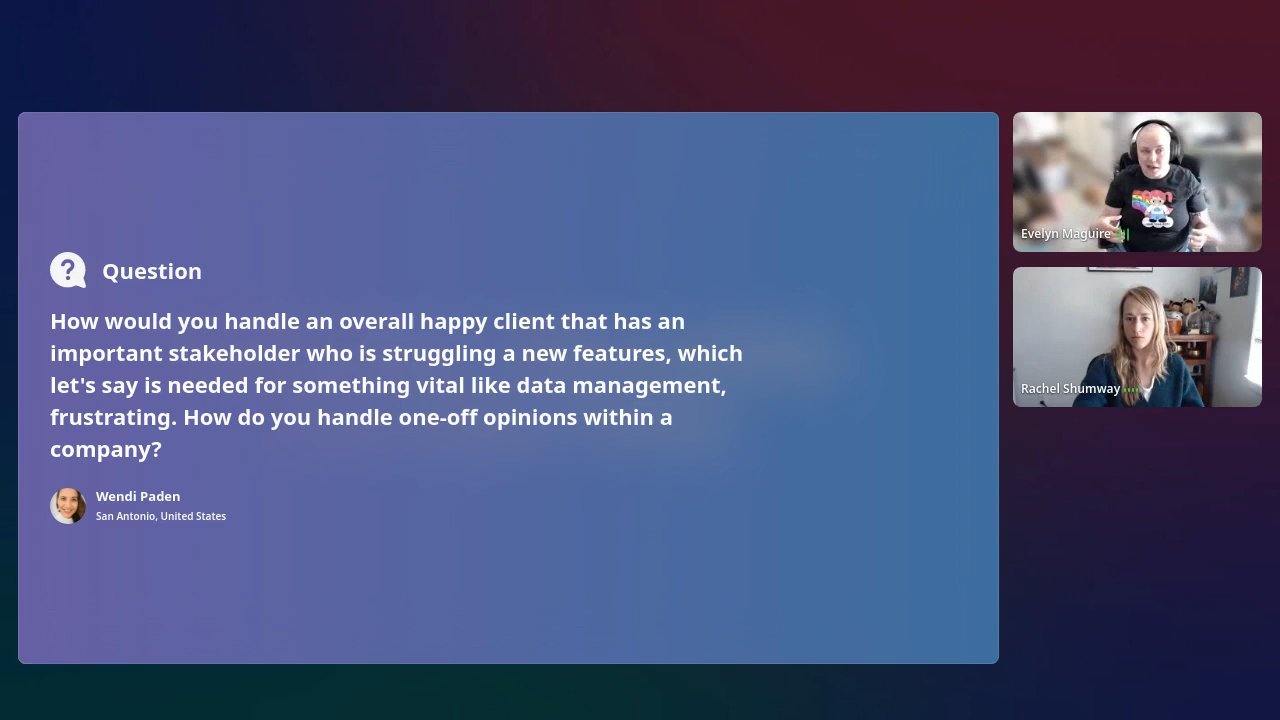 Question
How would you handle an overall happy client that has an
important stakeholder who is struggling a new features, which
let's say is needed for something vital like data management,
frustrating. How do you handle one-off opinions within a
company?
Wendi Paden
San Antonio, United States
Evelyn Maguire
Rachel Shumway